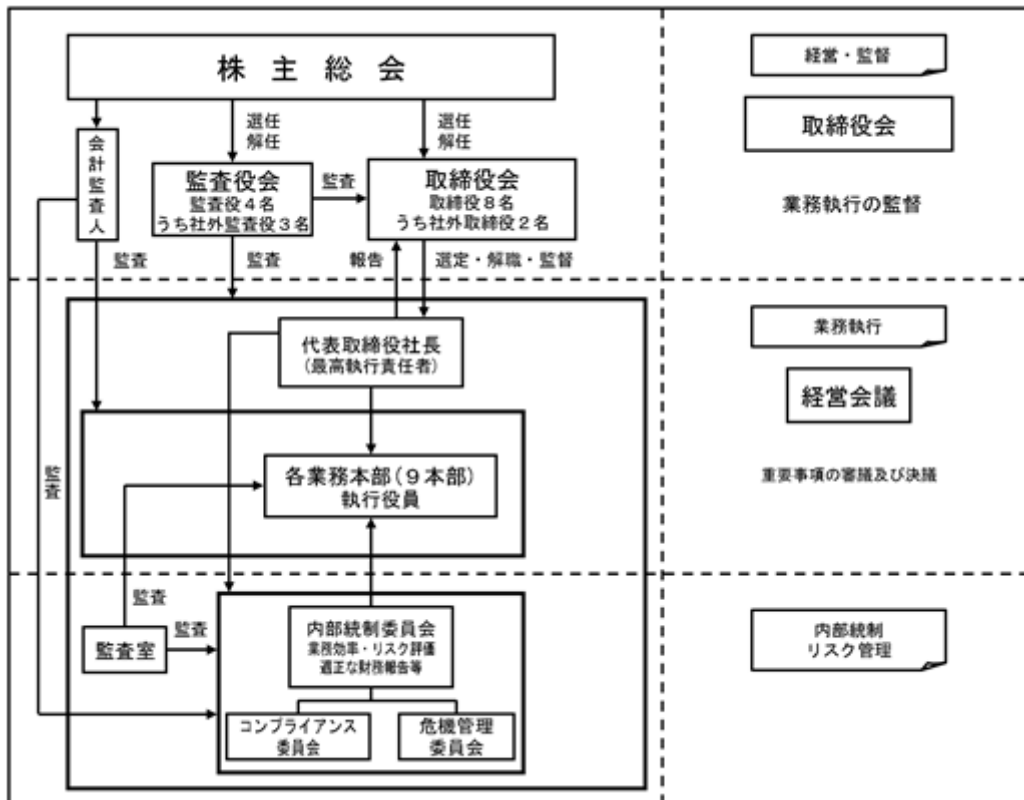 株主総会
経営・監督
取締役会
業務執行の監督
選任
解任
選任
解任
会計監査人
監査役会
監査役4名
うち社外監査役3名
監査
取締役会
取締役8名
うち社外取締役2名
監査
監査
報告
選定・解職・監督
代表取締役社長
(最高執行責任者)
業務執行
経営会議
重要事項の審議及び決議
監査
各業務本部(9本部)
執行役員
監査
監査
監査室
内部統制委員会
業務効率・リスク評価
適正な財務報告等
コンプライアンス
委員会
危機管理
委員会
内部統制
リスク管理